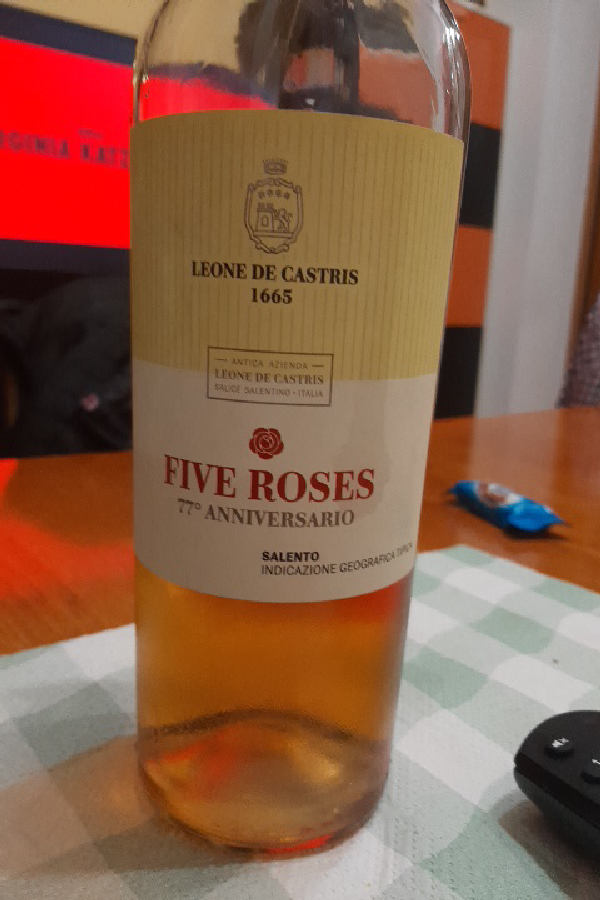 LEONE DE CASTRIS
1665
ANTICA AZIENDA
LEONE DE CASTRIS
SALICE SALENTINO • ITALIA
FIVE ROSES
77° ANNIVERSARIO
SALENTO
INDICAZIONE GEOGRAFICA TIPICA